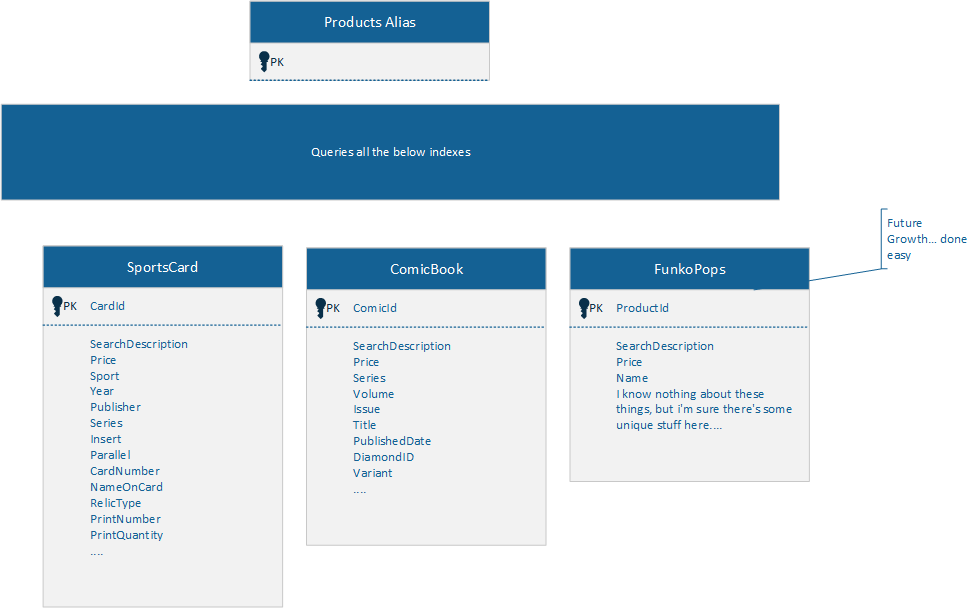 Products Alias
PK
Queries all the below indexes
Future
Growth... done
easy
SportsCard
PK CardId
SearchDescription
Price
Sport
Year
Publisher
Series
Insert
Parallel
CardNumber
NameOnCard
RelicType
PrintNumber
PrintQuantity
....
ComicBook
PK ComicId
SearchDescription
Price
Series
Volume
Issue
Title
PublishedDate
DiamondID
Variant
....
FunkoPops
PK ProductId
SearchDescription
Price
Name
I know nothing about these
things, but i'm sure there's some
unique stuff here....